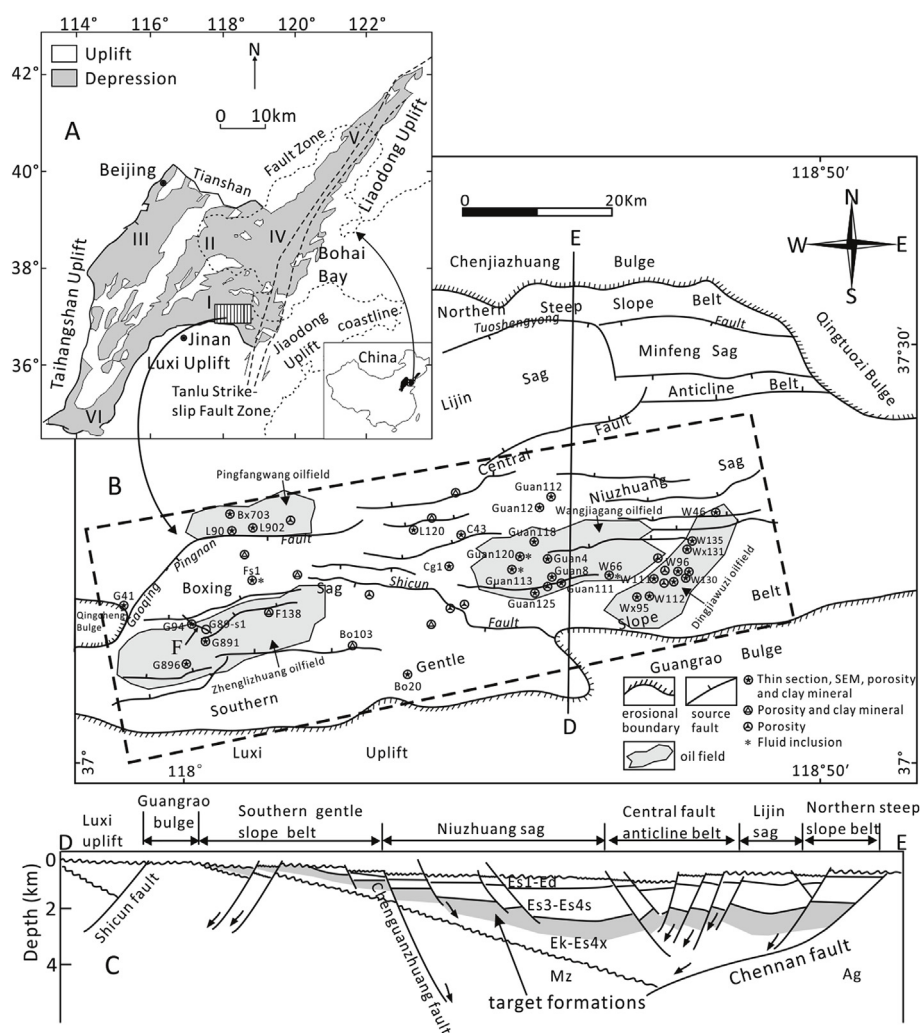 114° 116° 118° 120° 122°
42°
40°
38°
36°
Uplift
Depression
N
0 10km
A
Beijing
Tianshan
Fault Zone
V
Liaodong Uplift
III
II
IV
Bohai
Bay
I
Taihangshan Uplift
Jinan
Luxi Uplift
Jiaodong
Uplift
coastline
Tanlu Strike-
slip Fault Zone
VI
China
118°50'
0 20Km
N
W E
S
E
Chenjiazhuang Bulge
Northern Steep Slope Belt
Tuoshengyong Fault
Qingtuozi Bulge
37°30'
Minfeng Sag
Lijin Sag
Anticline Belt
Central Fault
B
Pingfangwang oilfield
Niuzhuang Sag
Guan112
Guan12
Wangjiagang oilfield
Bx703
L90
L902
L120
C43
Guan118
W46
Pingnan Fault
Guan120
Guan4
W135
Wx131
Fs1
Cg1
Guan8
W66
W96
Guan113
Guan111
W111
W130
Boxing Sag
Shicun Fault
Guan125
Wx95
W112
Dingjiawuzi oilfield
G41
Gaoqing
Qingcheng
Bulge
G94
G89-s1
F138
F
G891
Bo103
Slope Belt
G896
Zhenglizhuang oilfield
Gentle
Bo20
Southern
Guangrao Bulge
D
Luxi Uplift
37°
118°
118°50'
37°
erosional
boundary
source
fault
oil field
Thin section, SEM, porosity
and clay mineral
Porosity and clay mineral
Porosity
* Fluid inclusion
Luxi
uplift
Guangrao
bulge
Southern gentle
slope belt
Niuzhuang sag
Central fault
anticline belt
Lijin
sag
Northern steep
slope belt
D E
0
2
4
Depth (km)
C
Shicun fault
Chenguanzhuang fault
Es1-Ed
Es3-Es4s
Ek-Es4x
Mz
target formations
Chennan fault
Ag